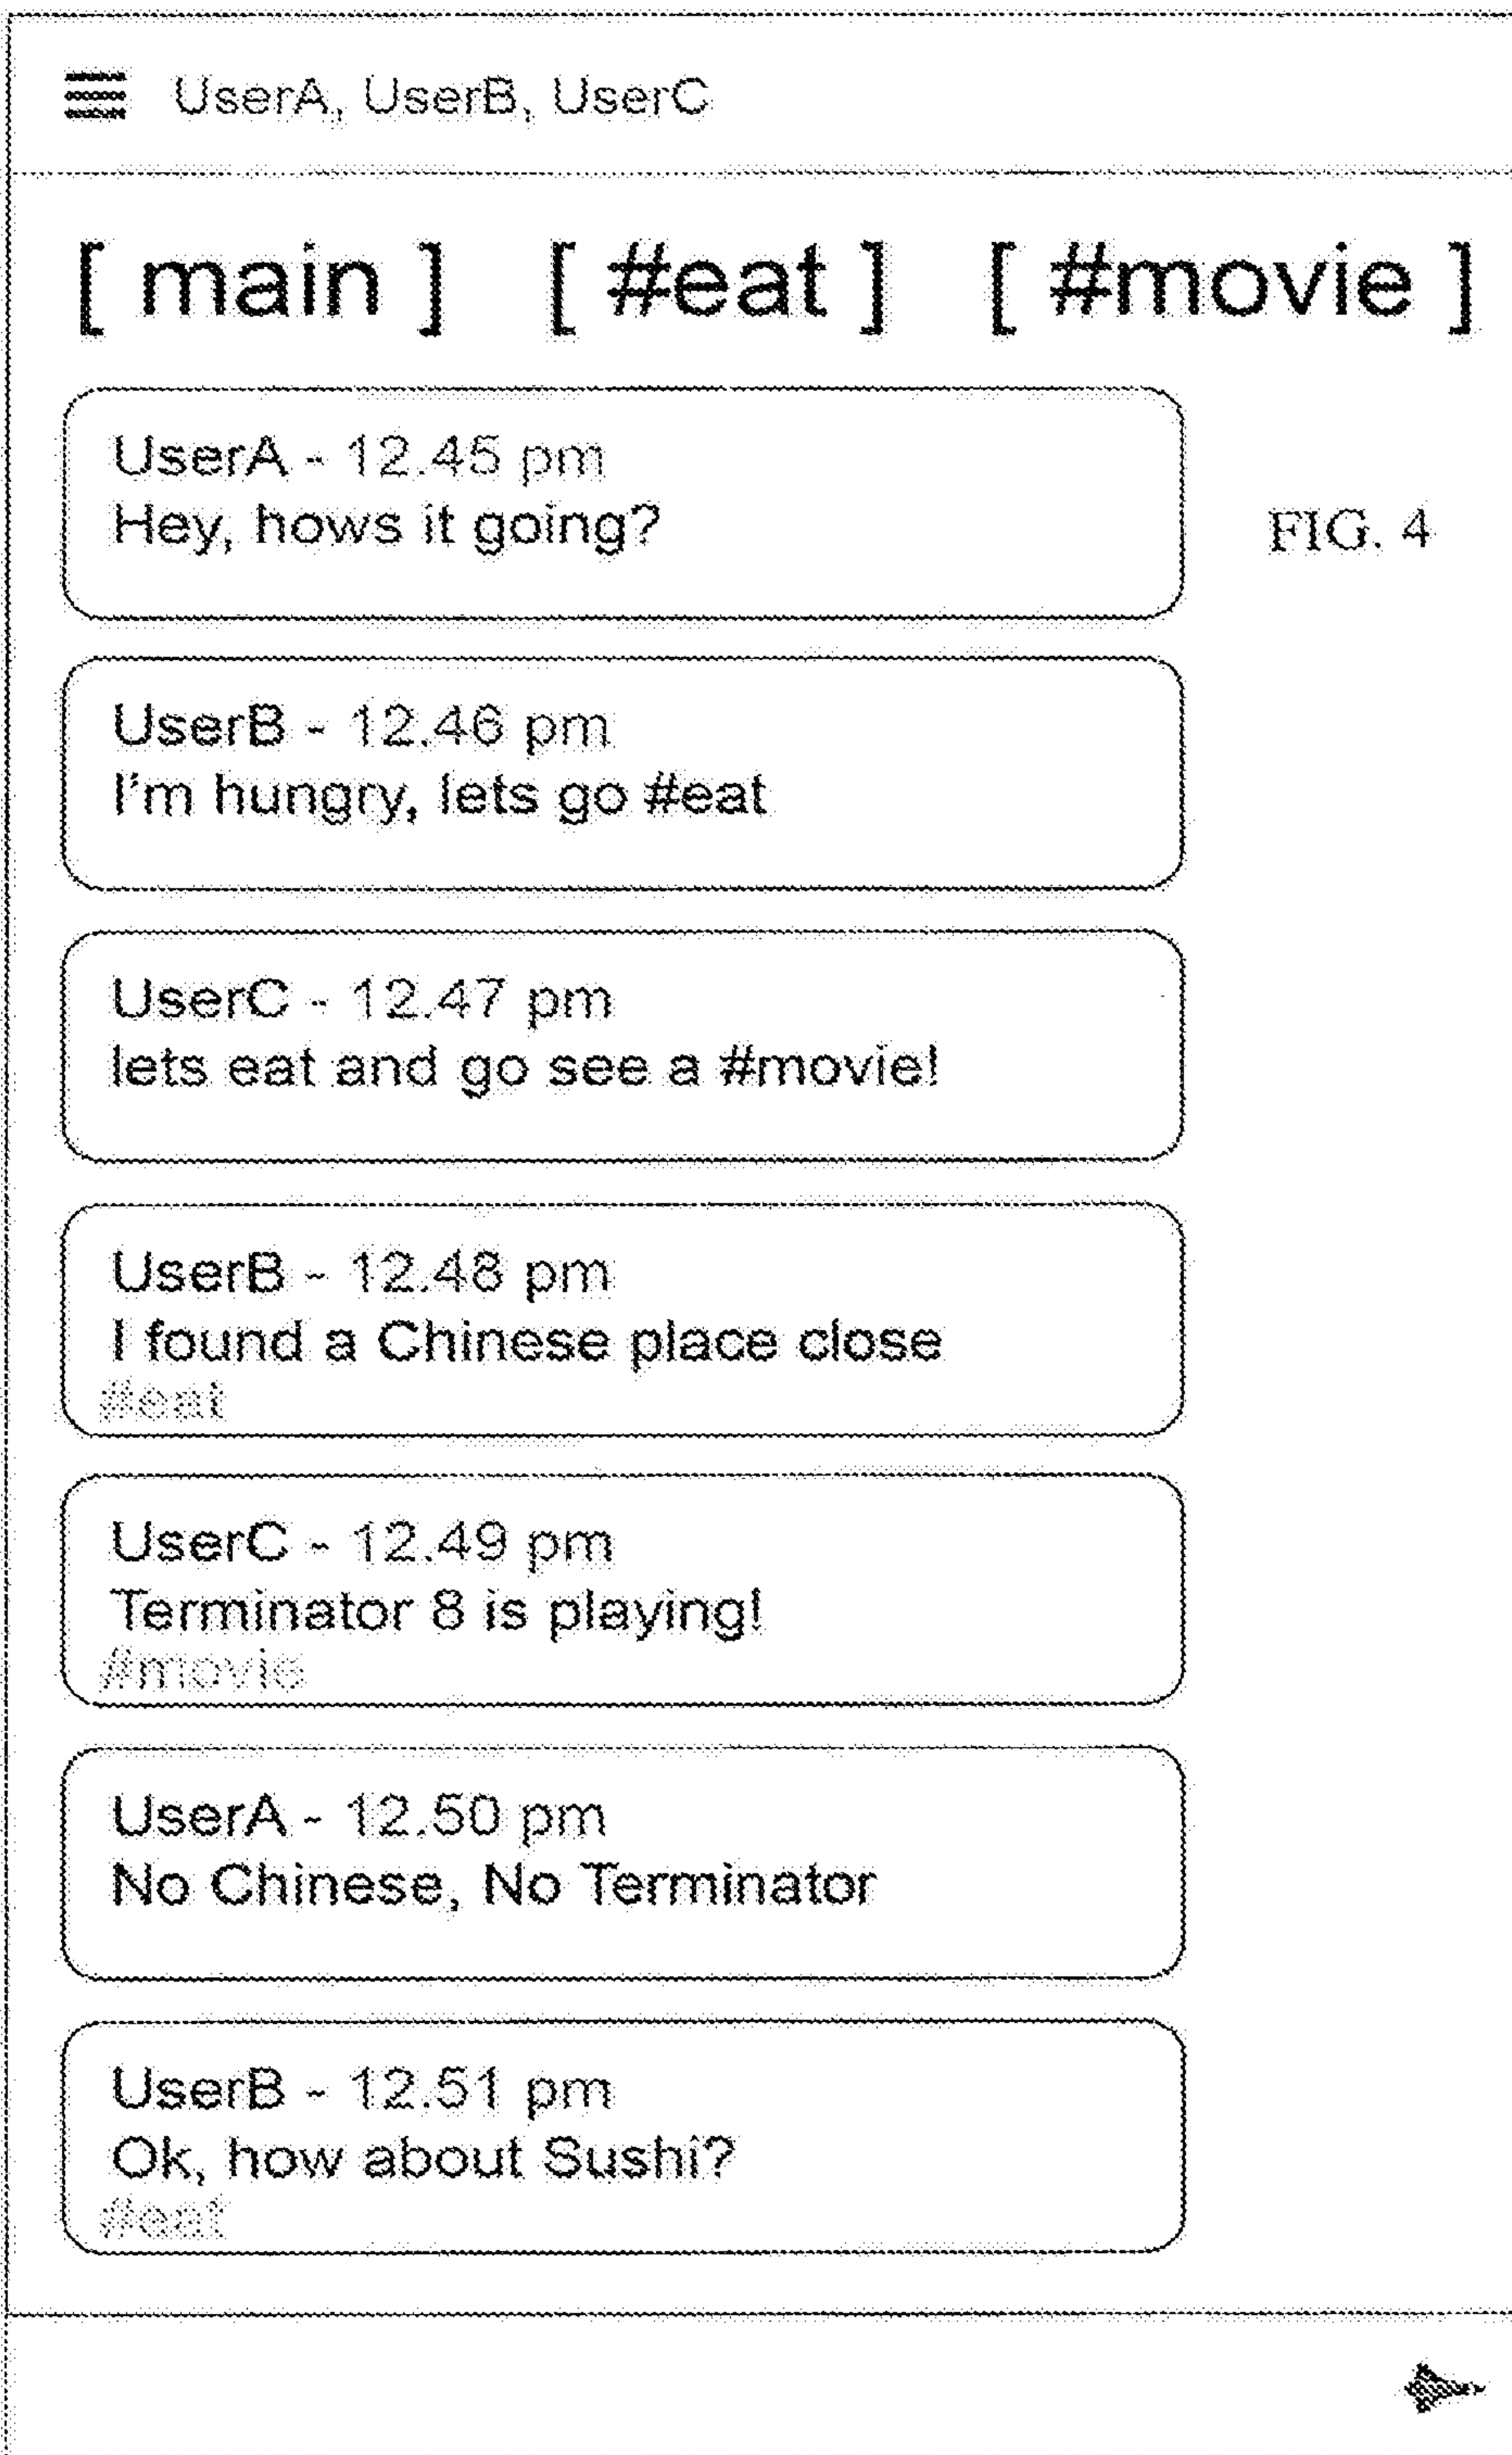 UserA, UserB, UserC
[ main ] [ #eat ] [ #movie ]
UserA - 12.45 pm
Hey, hows it going?
FIG. 4
UserB - 12.46 pm
I'm hungry, lets go #eat
UserC - 12.47 pm
lets eat and go see a #movie!
UserB - 12.48 pm
I found a Chinese place close
#eat
UserC - 12.49 pm
Terminator 8 is playing!
#movie
UserA - 12.50 pm
No Chinese, No Terminator
UserB - 12.51 pm
Ok, how about Sushi?
#eat